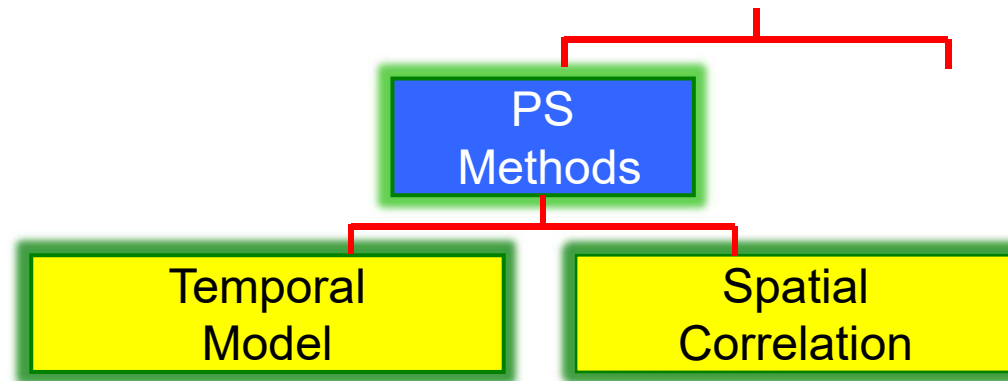 PS
Methods
Temporal
Model
Spatial
Correlation